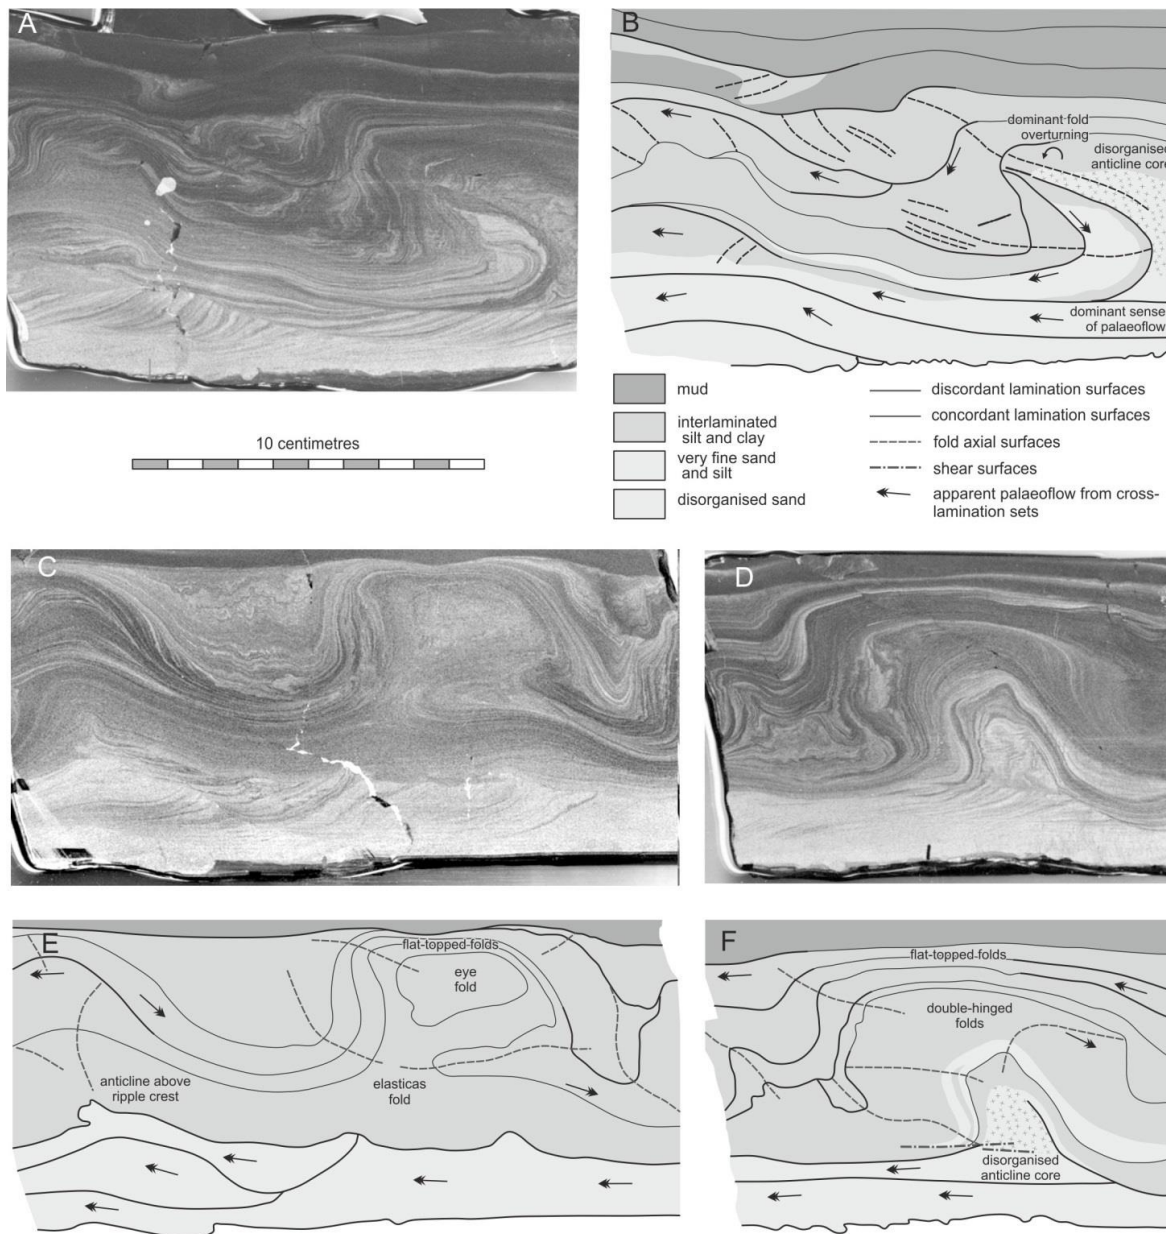 A
B
dominant fold
overturning
disorganised
anticline core
dominant sense
of palaeoflow
mud
interlaminated
silt and clay
very fine sand
and silt
disorganised sand
discordant lamination surfaces
concordant lamination surfaces
fold axial surfaces
shear surfaces
apparent palaeoflow from cross-
lamination sets
10 centimetres
C
D
E
flat-topped folds
eye
fold
anticline above
ripple crest
elasticas
fold
F
flat-topped folds
double-hinged
folds
disorganised
anticline core